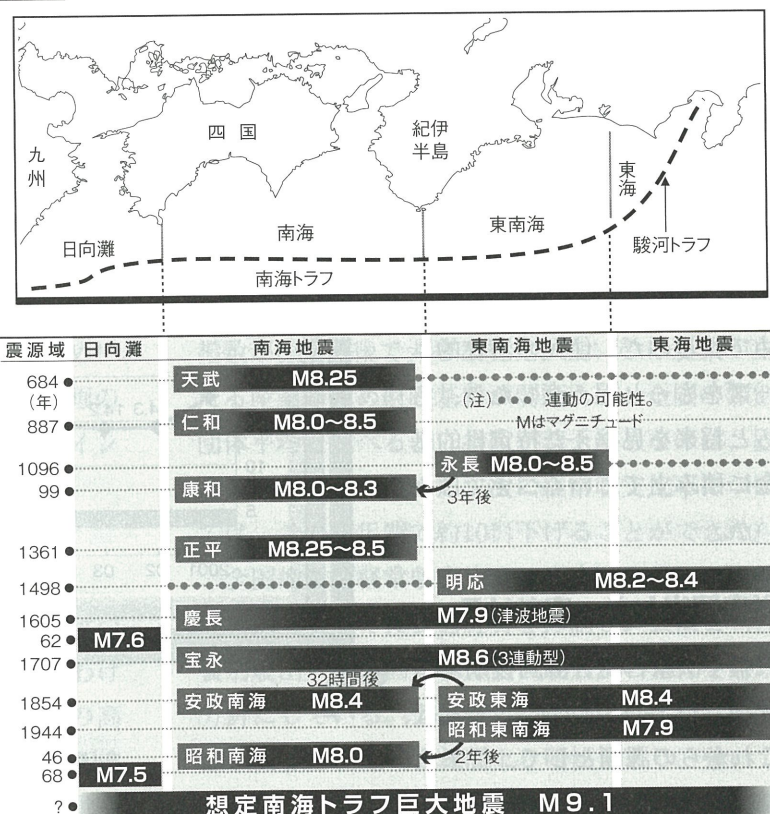 九州
四国
紀伊
半島
東海
日向灘
南海
東南海
駿河トラフ
南海トラフ
震源域 日向灘 南海地震 東南海地震 東海地震
684 天武 M8.25
(年)
(注) 連動の可能性。
Mはマグニチュード
887 仁和 M8.0〜8.5
1096 永長 M8.0〜8.5
99 康和 M8.0〜8.3 3年後
1361 正平 M8.25〜8.5
1498 明応 M8.2〜8.4
1605 慶長 M7.9(津波地震)
62 M7.6
1707 宝永 M8.6(3連動型)
32時間後
1854 安政南海 M8.4 安政東海 M8.4
1944 昭和東南海 M7.9
46 昭和南海 M8.0 2年後
68 M7.5
? 想定南海トラフ巨大地震 M9.1